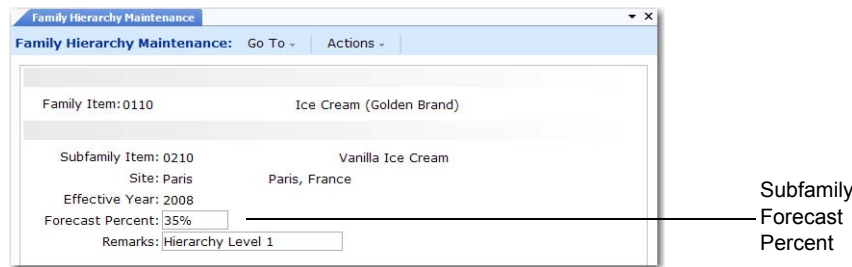 Family Hierarchy Maintenance
Family Hierarchy Maintenance: Go To Actions
Family Item: 0110 Ice Cream (Golden Brand)
Subfamily Item: 0210 Vanilla Ice Cream
Site: Paris Paris, France
Effective Year: 2008
Forecast Percent: 35%
Remarks: Hierarchy Level 1
Subfamily
Forecast
Percent